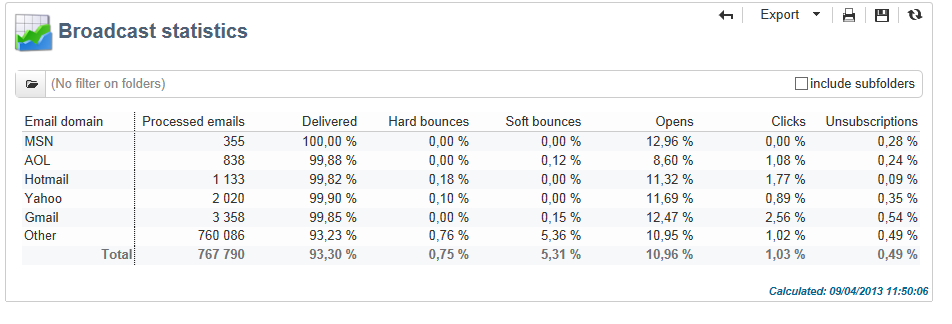 Export
Broadcast statistics
(No filter on folders) include subfolders
Email domain Processed emails Delivered Hard bounces Soft bounces Opens Clicks Unsubscriptions
MSN 355 100,00 % 0,00 % 0,00 % 12,96 % 0,00 % 0,28 %
AOL 838 99,88 % 0,00 % 0,12 % 8,60 % 1,08 % 0,24 %
Hotmail 1 133 99,82 % 0,18 % 0,00 % 11,32 % 1,77 % 0,09 %
Yahoo 2 020 99,90 % 0,10 % 0,00 % 11,69 % 0,89 % 0,35 %
Gmail 3 358 99,85 % 0,00 % 0,15 % 12,47 % 2,56 % 0,54 %
Other 760 086 93,23 % 0,76 % 5,36 % 10,95 % 1,02 % 0,49 %
Total 767 790 93,30 % 0,75 % 5,31 % 10,96 % 1,03 % 0,49 %
Calculated: 09/04/2013 11:50:06